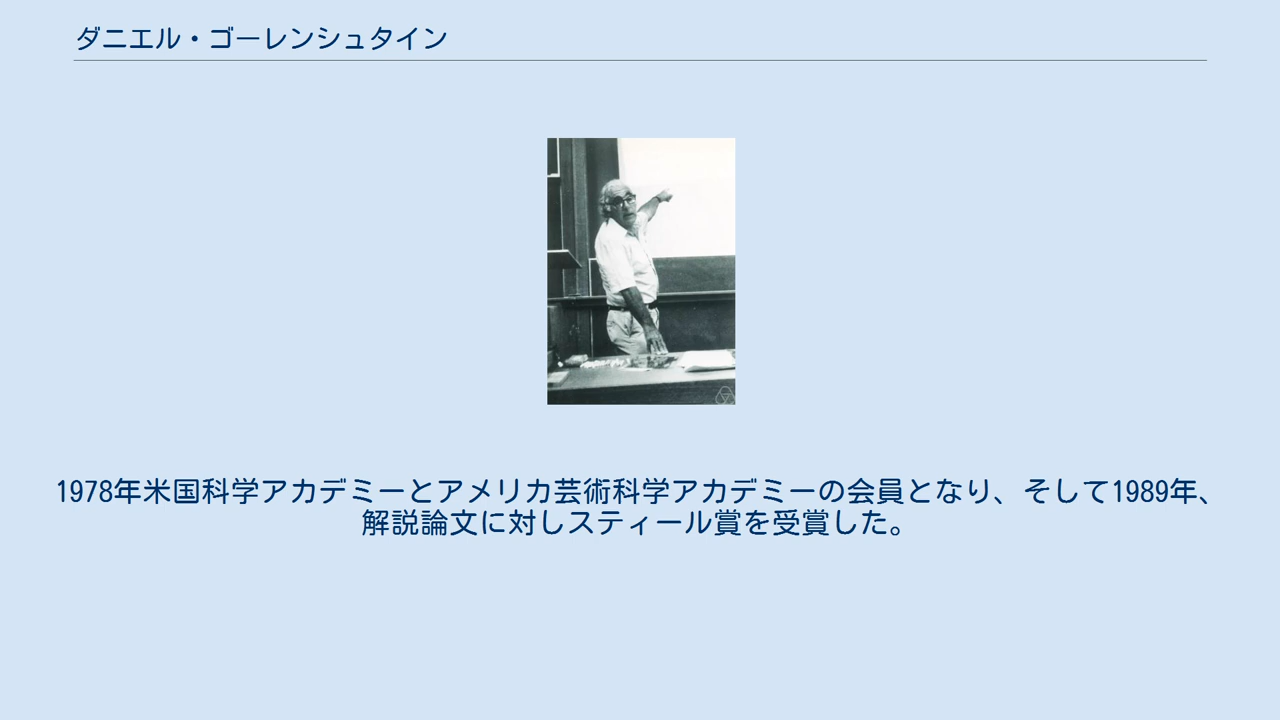 ダニエル・ゴーレンシュタイン
1978年米国科学アカデミーとアメリカ芸術科学アカデミーの会員となり、そして1989年、
解説論文に対しスティール賞を受賞した。